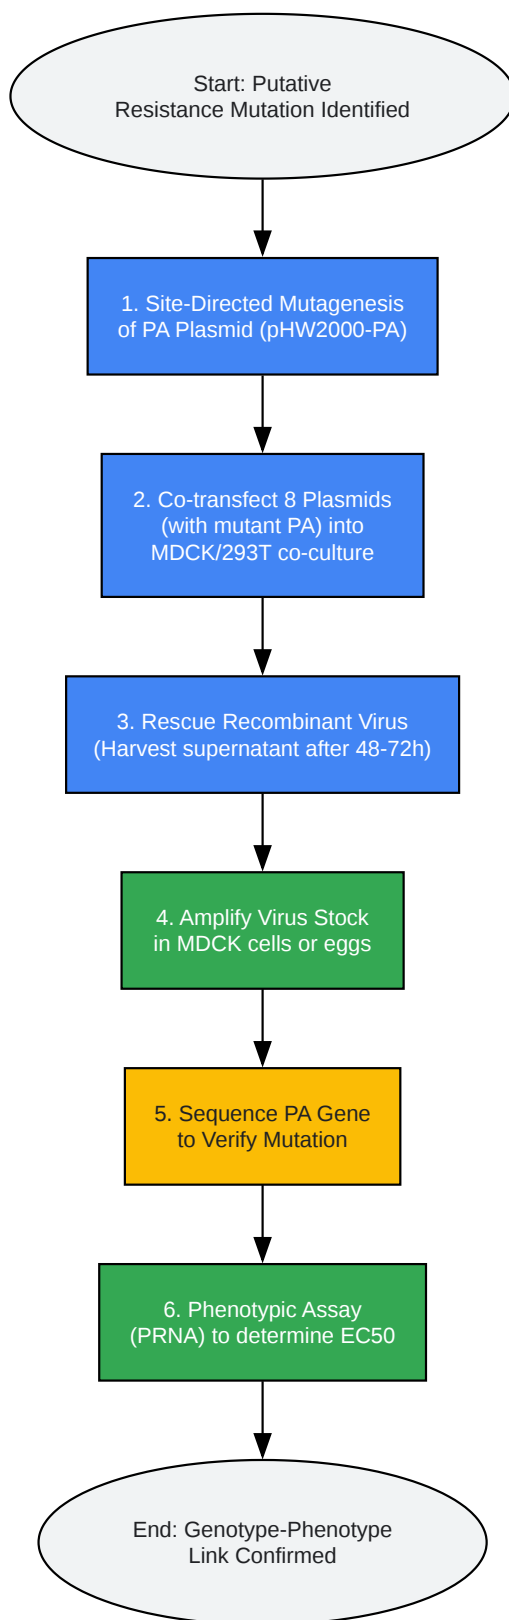 Start: Putative
Resistance Mutation Identified
1. Site-Directed Mutagenesis
of PA Plasmid (pHW2000-PA)
2. Co-transfect 8 Plasmids
(with mutant PA) into
MDCK/293T co-culture
3. Rescue Recombinant Virus
(Harvest supernatant after 48-72h)
4. Amplify Virus Stock
in MDCK cells or eggs
5. Sequence PA Gene
to Verify Mutation
6. Phenotypic Assay
(PRNA) to determine EC50
End: Genotype-Phenotype
Link Confirmed